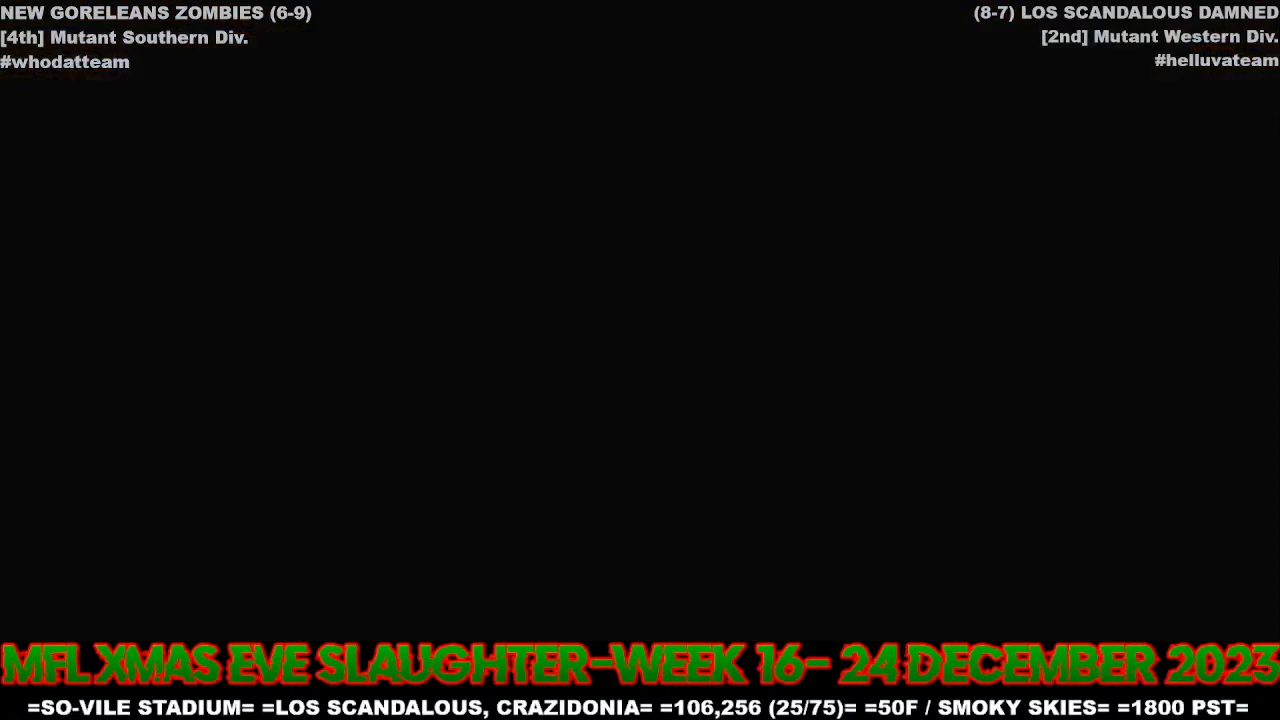 NEW GORELEANS ZOMBIES (6-9)
[4th] Mutant Southern Div.
#whodatteam
(8-7) LOS SCANDALOUS DAMNED
[2nd] Mutant Western Div.
#helluvateam
MFL XMAS EVE SLAUGHTER-WEEK 16- 24 DECEMBER 2023
=SO-VILE STADIUM= =LOS SCANDALOUS, CRAZIDONIA= =106,256 (25/75)= =50F / SMOKY SKIES= =1800 PST=